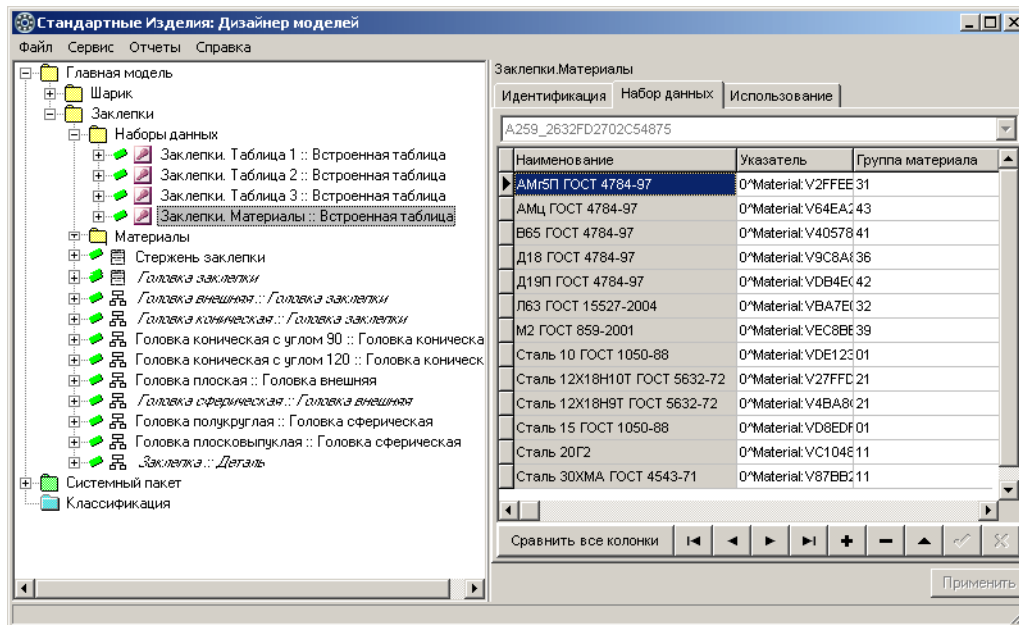 Стандартные Изделия: Дизайнер моделей
Файл Сервис Отчеты Справка
Главная модель
Шарик
Заклепки
Наборы данных
Заклепки. Таблица 1 :: Встроенная таблица
Заклепки. Таблица 2 :: Встроенная таблица
Заклепки. Таблица 3 :: Встроенная таблица
Заклепки. Материалы :: Встроенная таблица
Материалы
Стержень заклепки
Головка заклепки
Головка внешняя :: Головка заклепки
Головка коническая :: Головка заклепки
Головка коническая с углом 90 :: Головка коническа
Головка коническая с углом 120 :: Головка коническ
Головка плоская :: Головка внешняя
Головка сферическая :: Головка внешняя
Головка полукруглая :: Головка сферическая
Головка плосковыпуклая :: Головка сферическая
Заклепка :: Деталь
Системный пакет
Классификация
Заклепки.Материалы
Идентификация Набор данных Использование
A259_2632FD2702C54875
Наименование Указатель Группа материала
АМг5П ГОСТ 4784-97 0^Material:V2FFEE 31
АМц ГОСТ 4784-97 0^Material:V64EA2 43
В65 ГОСТ 4784-97 0^Material:V40578 41
Д18 ГОСТ 4784-97 0^Material:V9C8A 36
Д19П ГОСТ 4784-97 0^Material:VDB4E 42
Л63 ГОСТ 15527-2004 0^Material:VBA7E 32
М2 ГОСТ 859-2001 0^Material:VEC8BE 39
Сталь 10 ГОСТ 1050-88 0^Material:VDE123 01
Сталь 12Х18Н10Т ГОСТ 5632-72 0^Material:V27FFD 21
Сталь 12Х18Н9Т ГОСТ 5632-72 0^Material:V4BA8 21
Сталь 15 ГОСТ 1050-88 0^Material:VD8EDF 01
Сталь 20Г2 0^Material:VC1048 11
Сталь 30ХМА ГОСТ 4543-71 0^Material:V87BB2 11
Сравнить все колонки
Применить